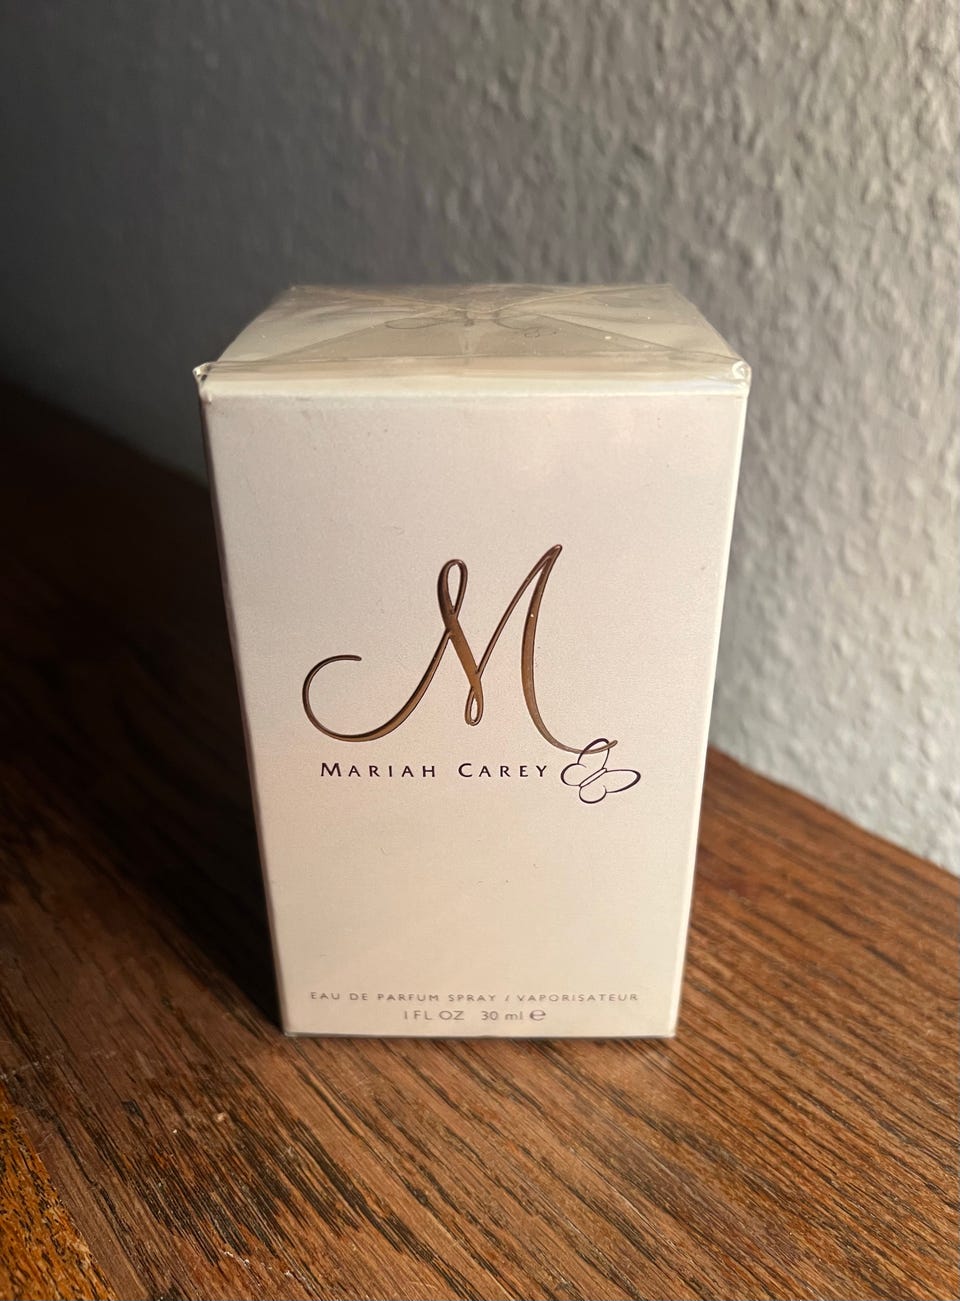 M
MARIAH CAREY
EAU DE PARFUM SPRAY / VAPORISATEUR
1 FL OZ 30 ml ℮